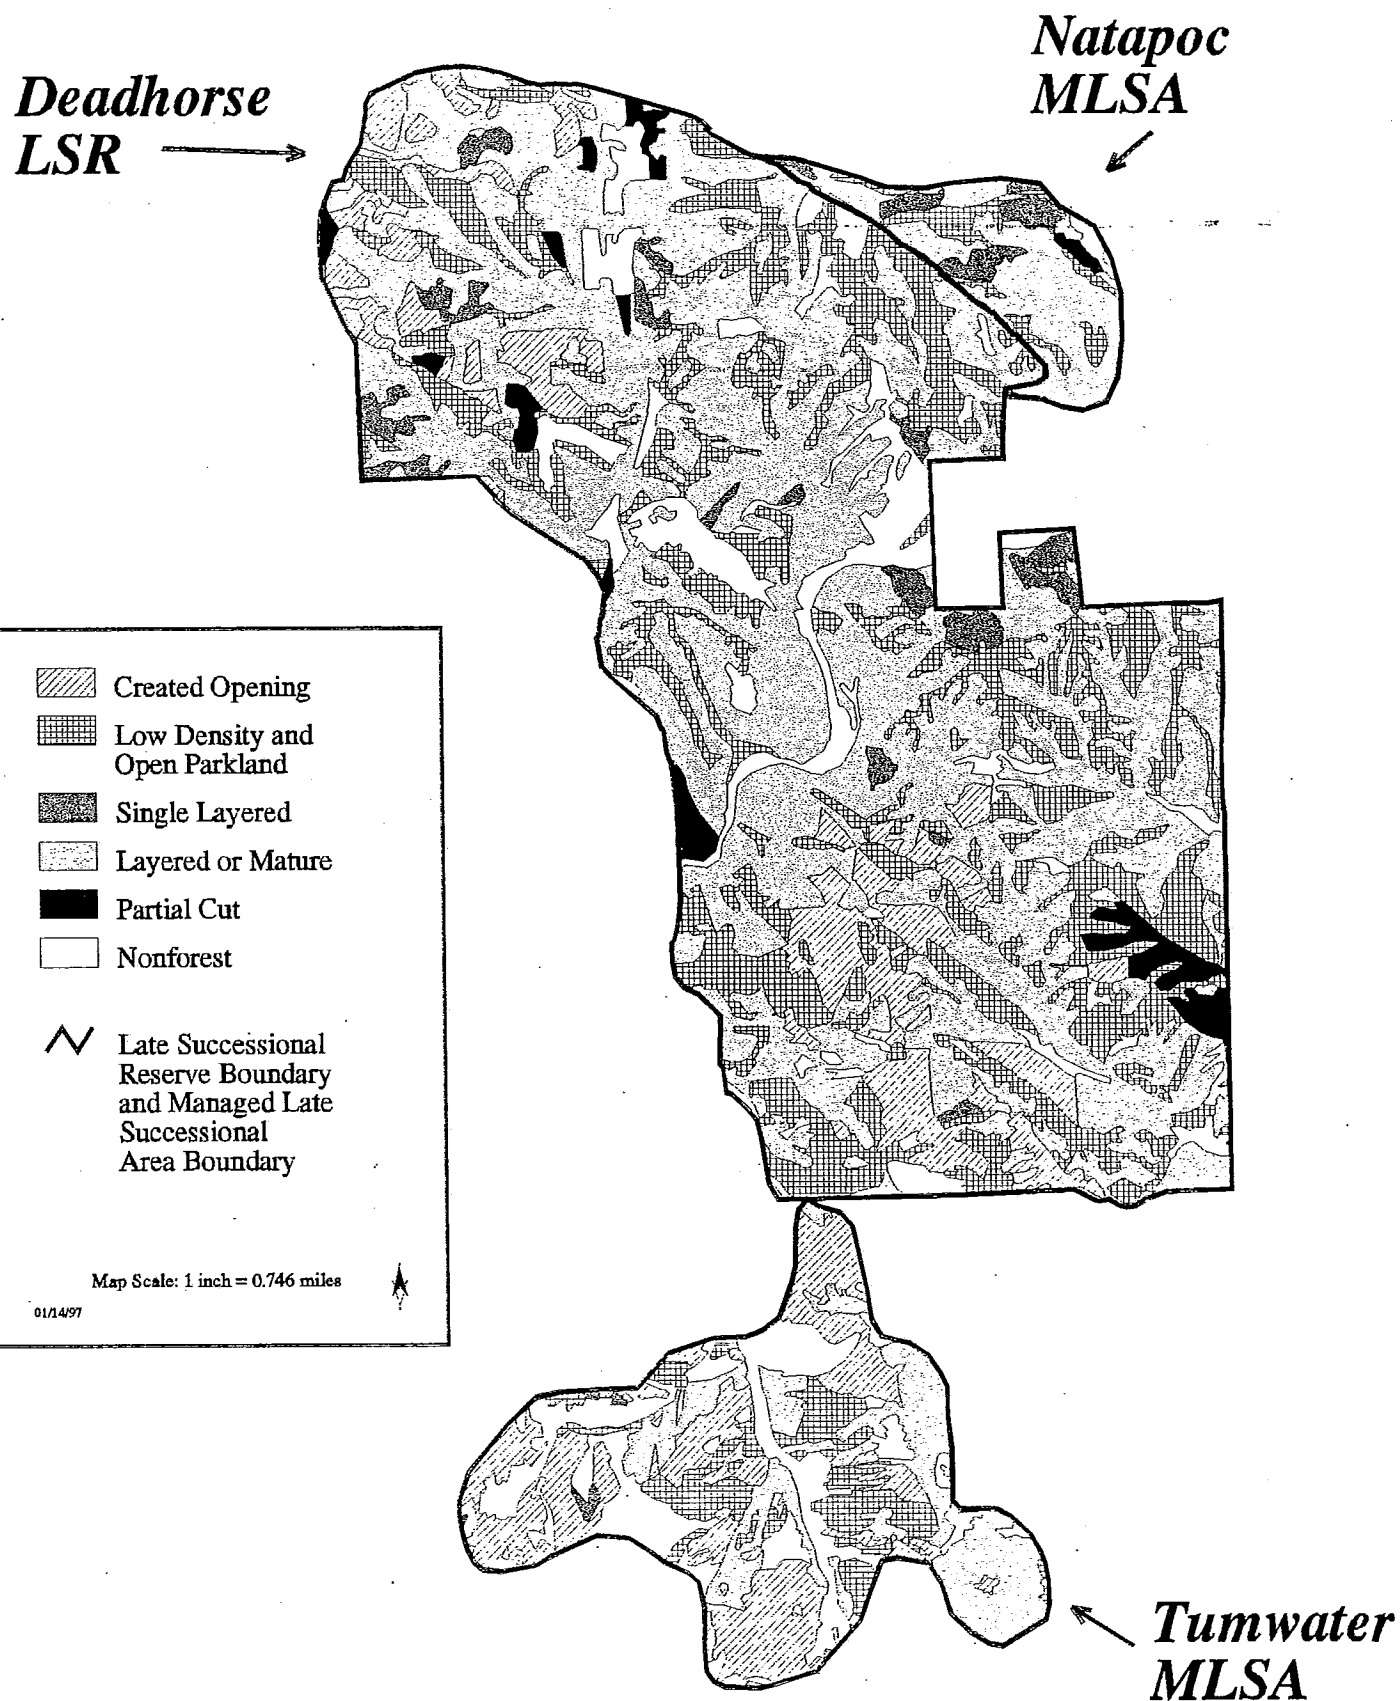 Natapoc
MLSA
Deadhorse
LSR
Created Opening
Low Density and
Open Parkland
Single Layered
Layered or Mature
Partial Cut
Nonforest
Late Successional
Reserve Boundary
and Managed Late
Successional
Area Boundary
Map Scale: 1 inch = 0.746 miles
01/14/97
Tumwater
MLSA